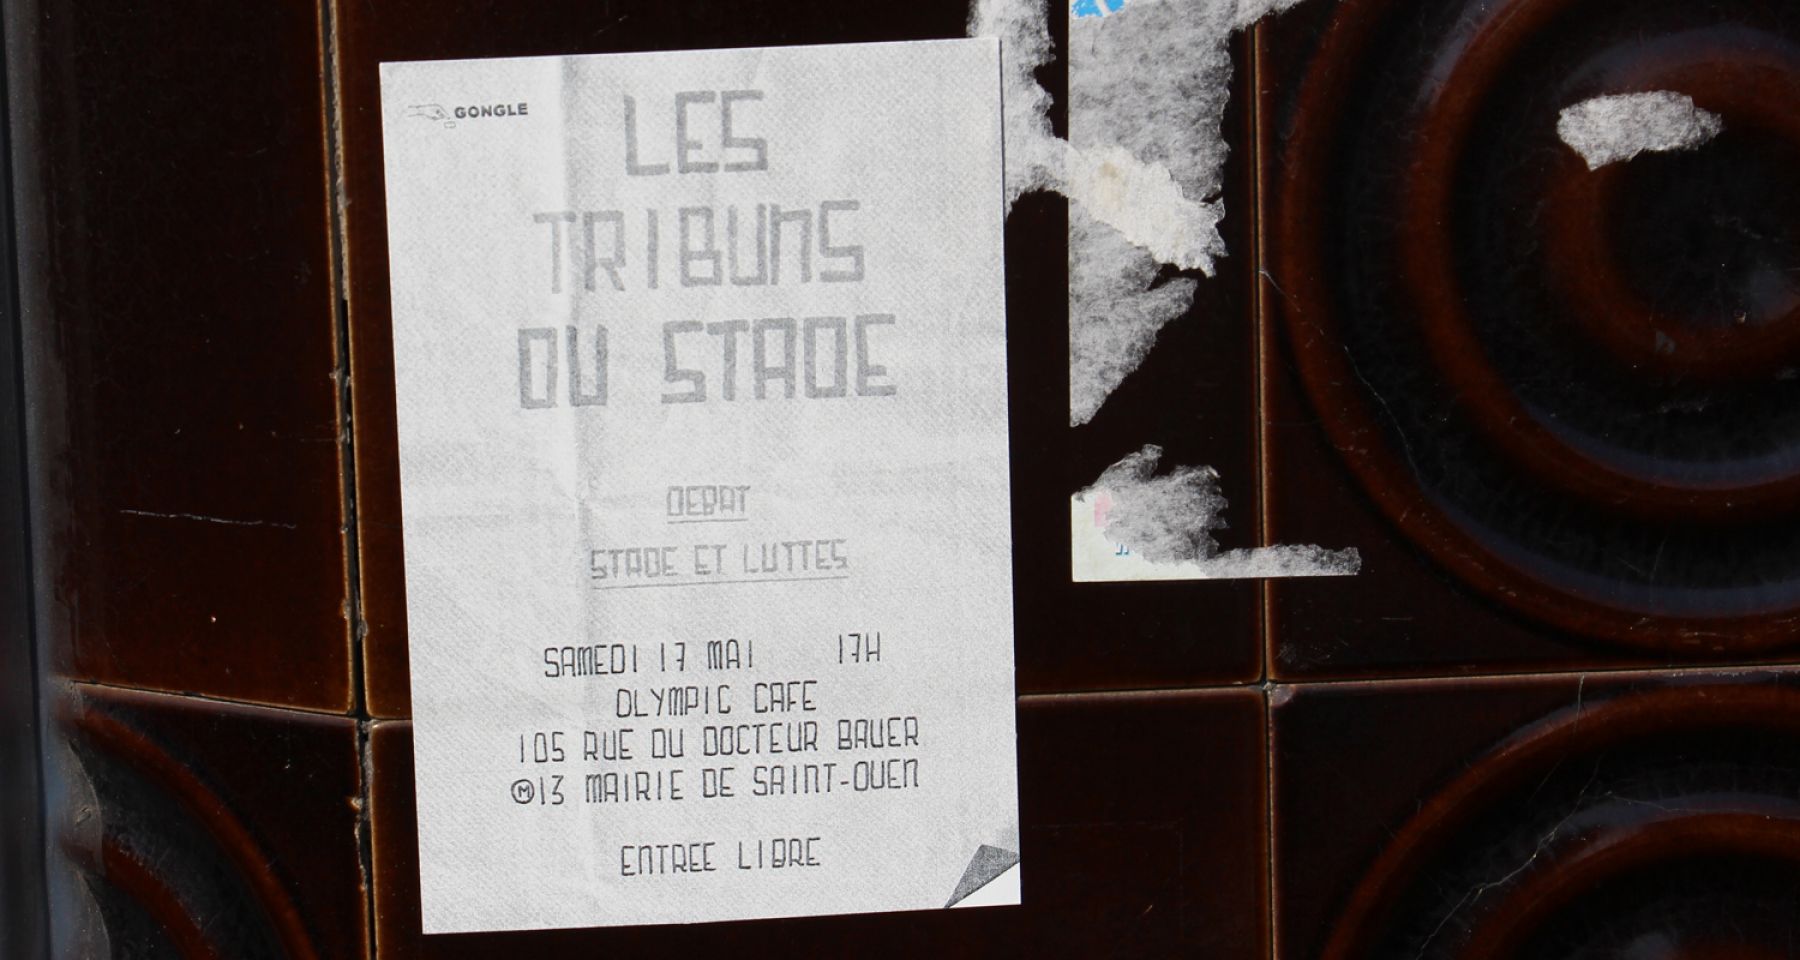 GONGLE
LES
TRIBUNS
DU STADE
DEBAT
STADE ET LUTTES
SAMEDI 17 MAI 17H
OLYMPIC CAFE
105 RUE DU DOCTEUR BAUER
Ⓜ13 MAIRIE DE SAINT-OUEN
ENTREE LIBRE